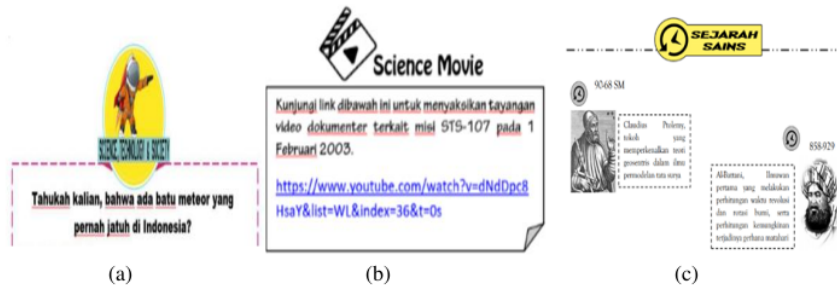 SCIENCE, TECHNOLOGI & SOCIETY
Tahukah kalian, bahwa ada batu meteor yang
pernah jatuh di Indonesia?
(a)
Science Movie
Kunjungi link dibawah ini untuk menyaksikan tayangan
video dokumenter terkait misi STS-107 pada 1
Februari 2003.
https://www.youtube.com/watch?v=dNdDpc8
HsaY&list=WL&index=36&t=0s
(b)
SEJARAH
SAINS
90-68 SM
Claudius Ptolemy,
tokoh yang
memperkenalkan teori
geosentris dalam ilmu
permodelan tata surya
858-929
AlBattani, Ilmuwan
pertama yang melakukan
perhitungan waktu revolusi
dan rotasi bumi, serta
perhitungan kemungkinan
terjadinya gerhana matahari
(c)